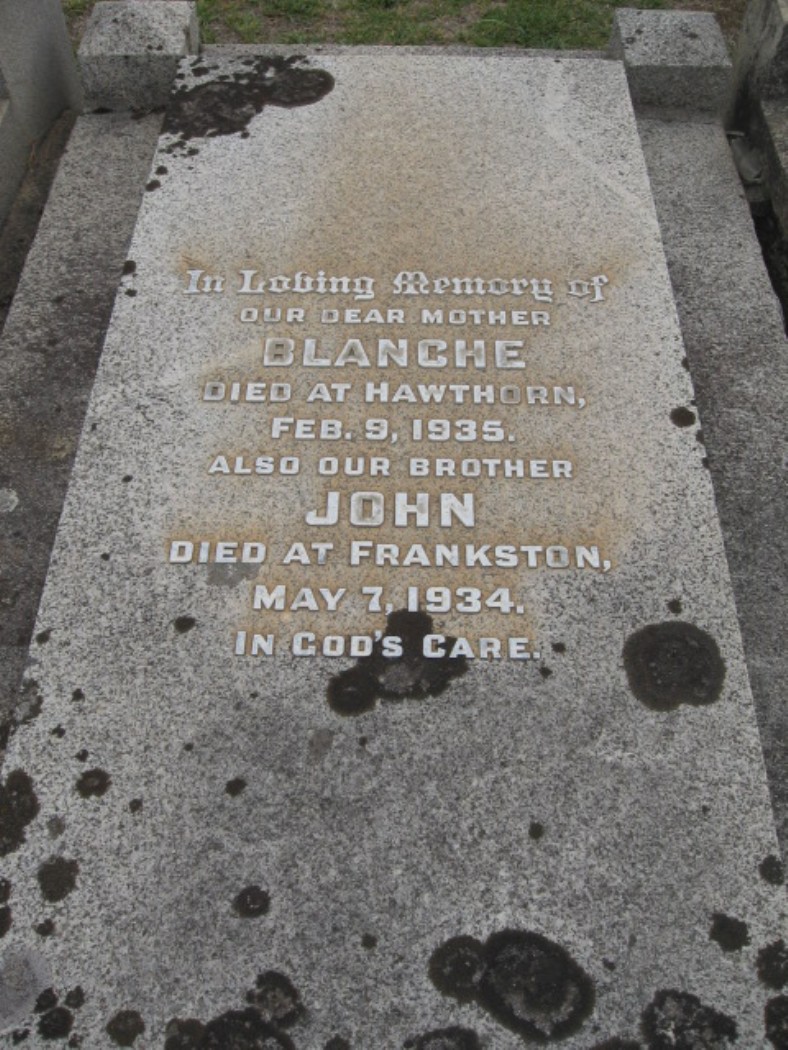 In Loving Memory of
OUR DEAR MOTHER
BLANCHE
DIED AT HAWTHORN,
FEB. 9, 1935.
ALSO OUR BROTHER
JOHN
DIED AT FRANKSTON,
MAY 7, 1934.
IN GOD'S CARE.